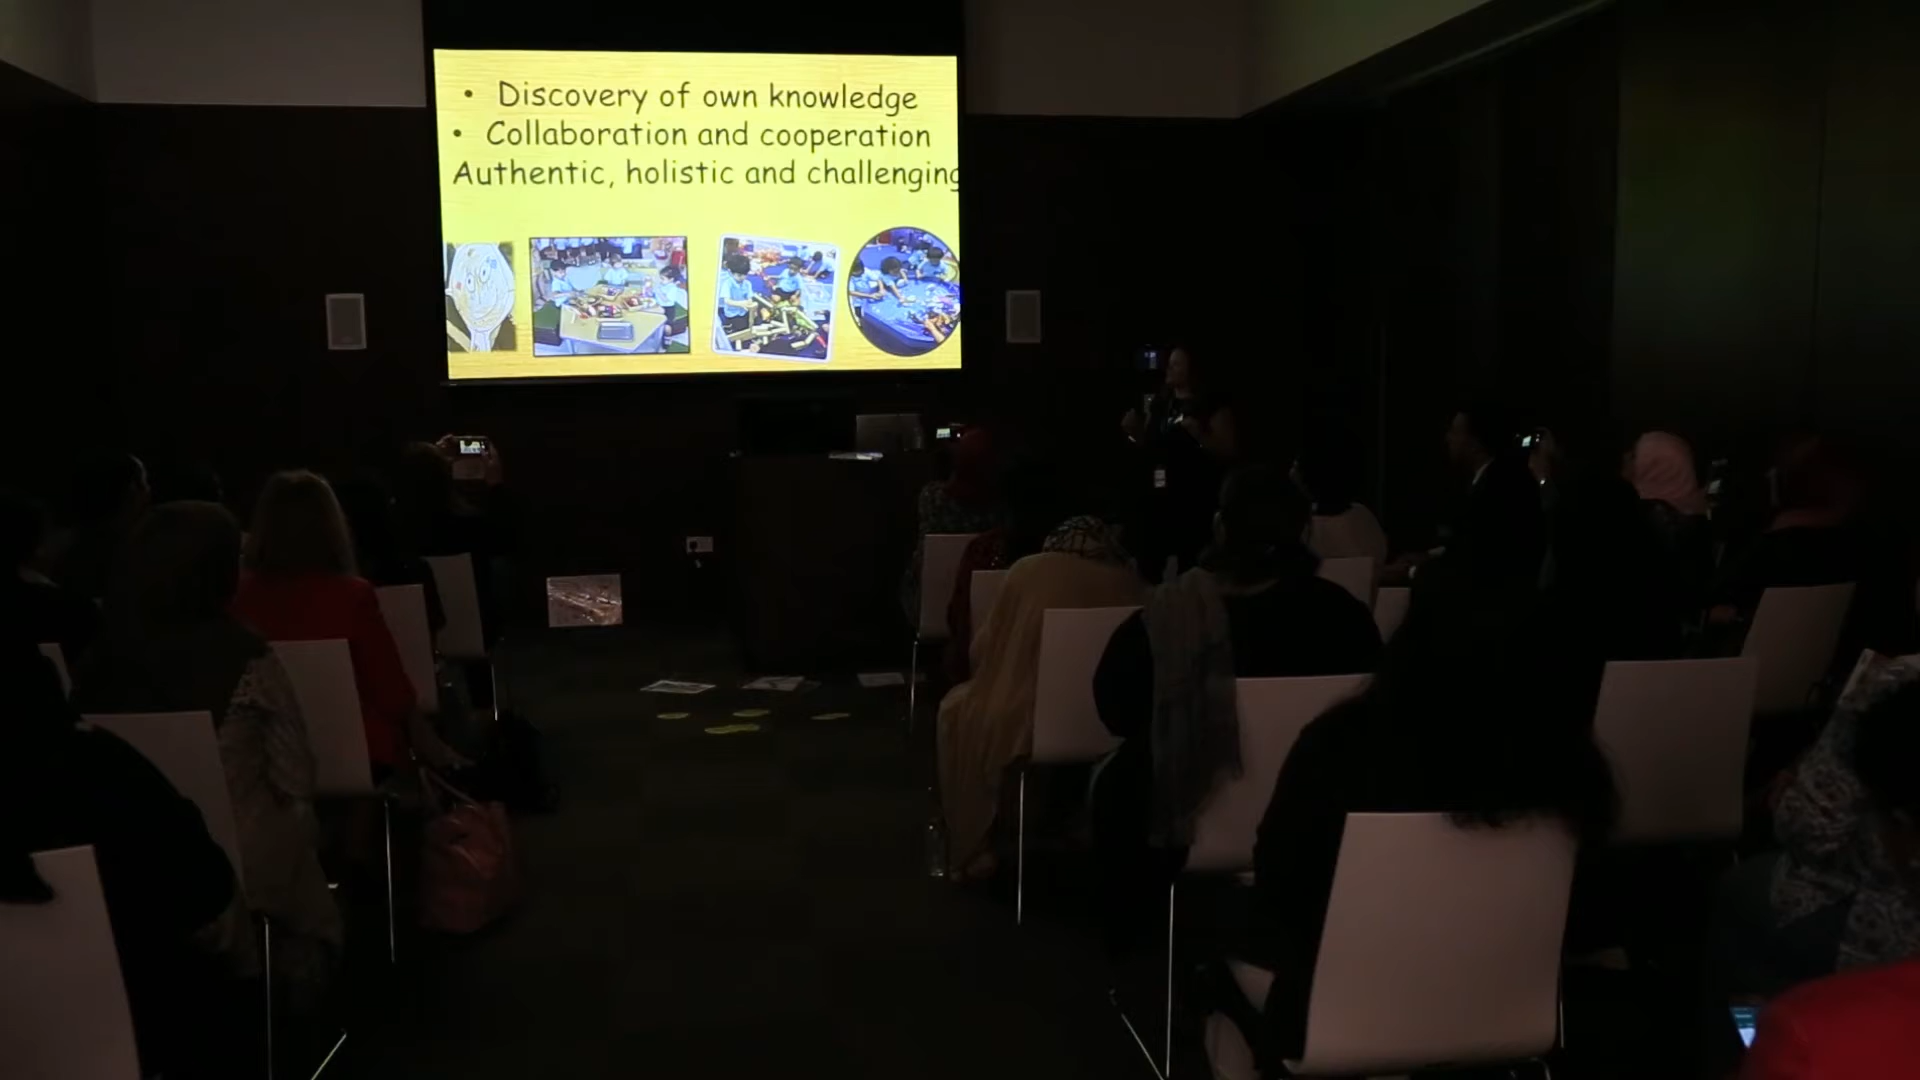 • Discovery of own knowledge
• Collaboration and cooperation
Authentic, holistic and challenging